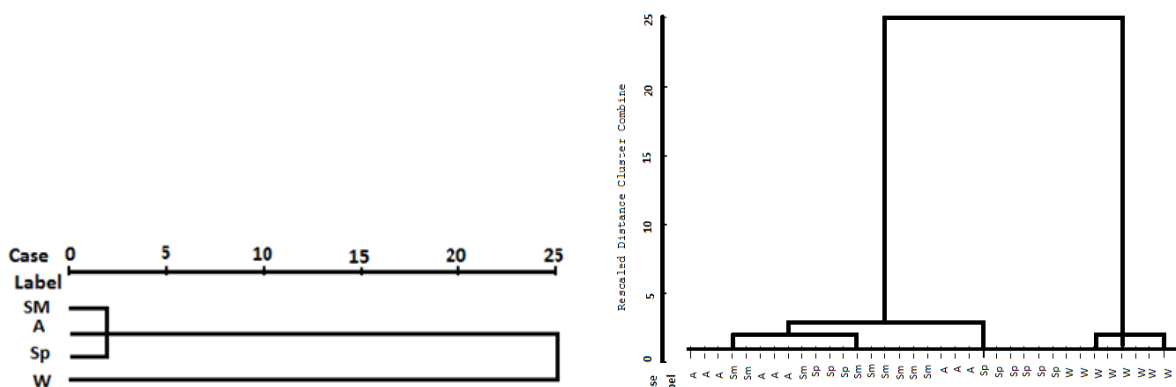 Case 0 5 10 15 20 25
Label
SM
A
Sp
W
Rescaled Distance Cluster Combine
25
20
15
10
5
0
se
bel
A A A Sm Sm A A A Sm Sp Sp Sp Sm Sm Sm Sm Sm Sm A A A Sp Sp Sp Sp Sp Sp W W W W W W W W